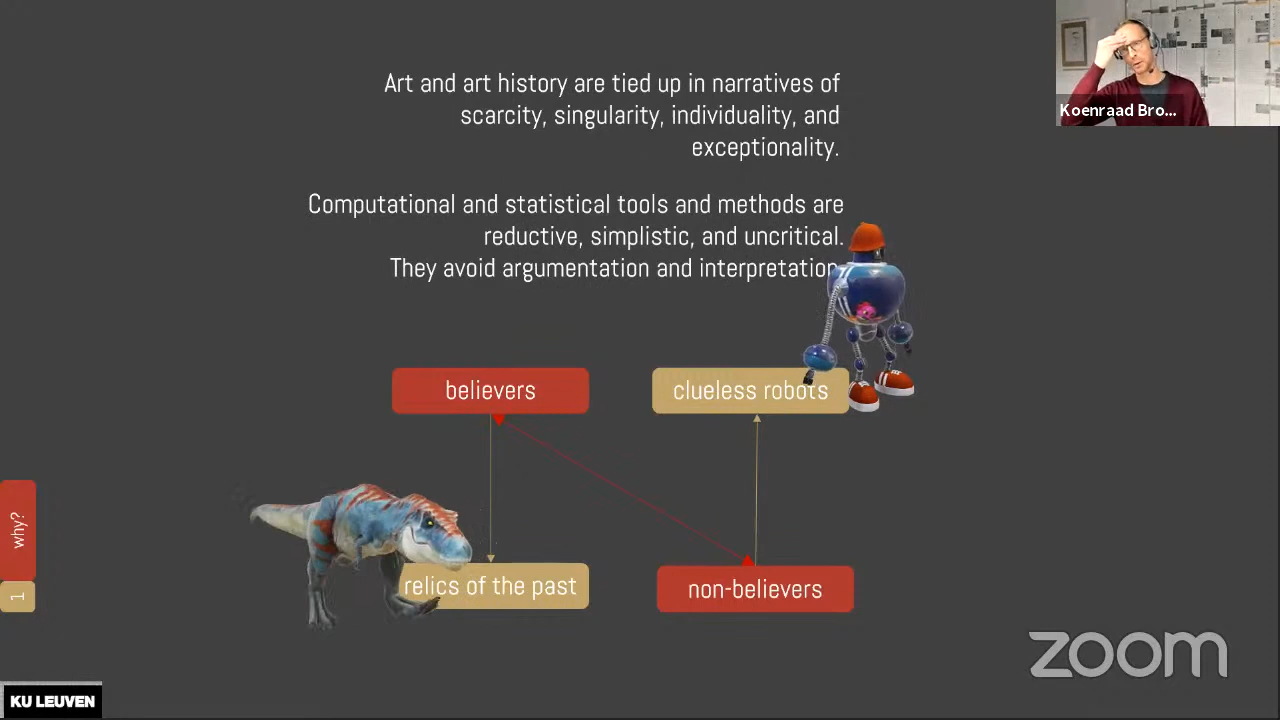 Art and art history are tied up in narratives of
scarcity, singularity, individuality, and
exceptionality.
Computational and statistical tools and methods are
reductive, simplistic, and uncritical.
They avoid argumentation and interpretation.
Koenraad Bro...
believers
clueless robots
relics of the past
non-believers
why?
1
zoom
KU LEUVEN